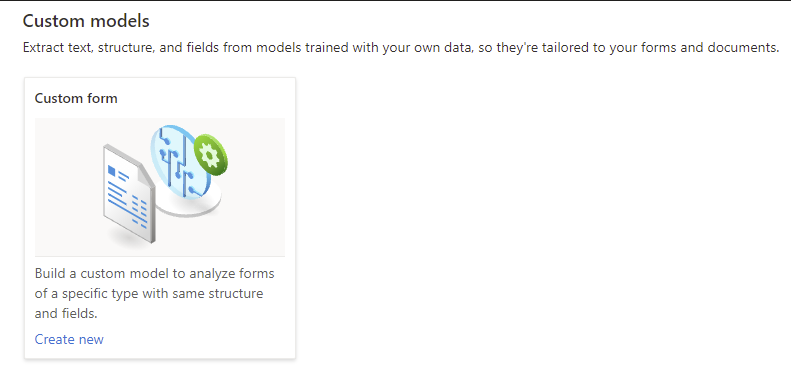 Custom models
Extract text, structure, and fields from models trained with your own data, so they're tailored to your forms and documents.
Custom form
Build a custom model to analyze forms
of a specific type with same structure
and fields.
Create new